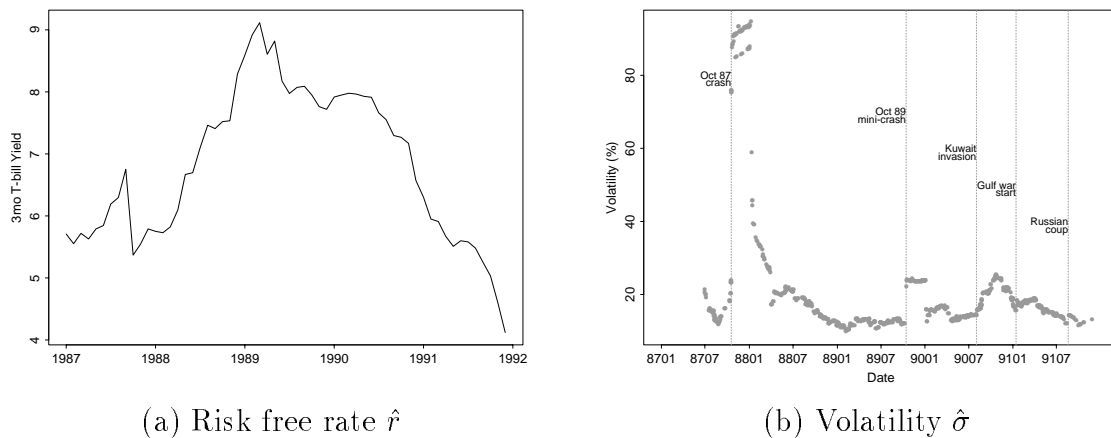 3mo T-bill Yield
9
8
7
6
5
4
1987 1988 1989 1990 1991 1992
(a) Risk free rate r̂
Volatility (%)
80
60
40
20
Oct 87
crash
Oct 89
mini-crash
Kuwait
invasion
Gulf war
start
Russian
coup
8701 8707 8801 8807 8901 8907 9001 9007 9101 9107
Date
(b) Volatility σ̂